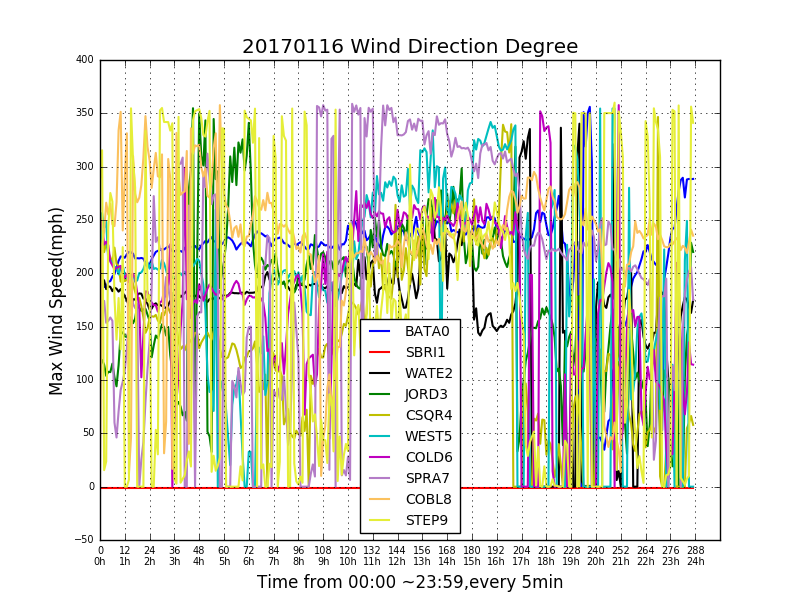 20170116 Wind Direction Degree
400
350
300
250
200
150
100
50
0
−50
Max Wind Speed(mph)
BATA0
SBRI1
WATE2
JORD3
CSQR4
WEST5
COLD6
SPRA7
COBL8
STEP9
0 12 24 36 48 60 72 84 96 108 120 132 144 156 168 180 192 204 216 228 240 252 264 276 288
0h 1h 2h 3h 4h 5h 6h 7h 8h 9h 10h 11h 12h 13h 14h 15h 16h 17h 18h 19h 20h 21h 22h 23h 24h
Time from 00:00 ~23:59,every 5min